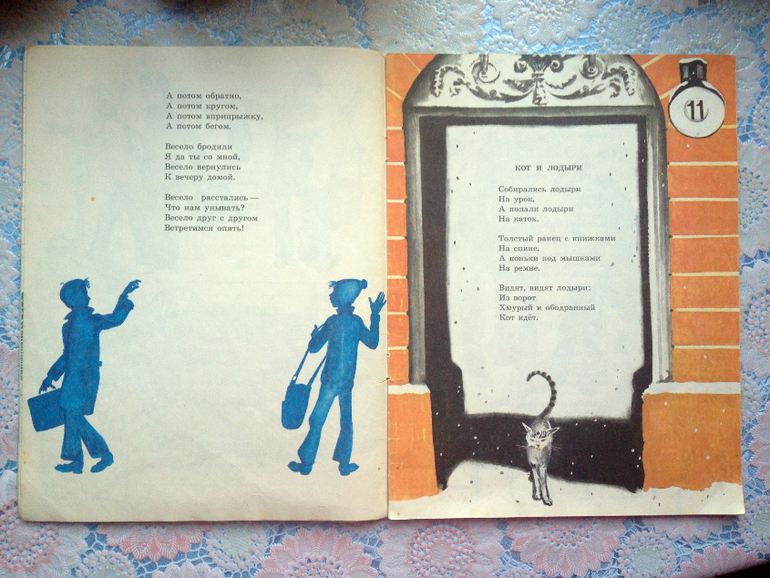 А потом обратно,
А потом кругом,
А потом вприпрыжку,
А потом бегом.
Весело бродили
Я да ты со мной,
Весело вернулись
К вечеру домой.
Весело расстались —
Что нам унывать?
Весело друг с другом
Встретимся опять!
11
КОТ И ЛОДЫРИ
Собирались лодыри
На урок,
А попали лодыри
На каток.
Толстый ранец с книжками
На спине,
А коньки под мышками
На ремне.
Видят, видят лодыри:
Из ворот
Хмурый и ободранный
Кот идёт.